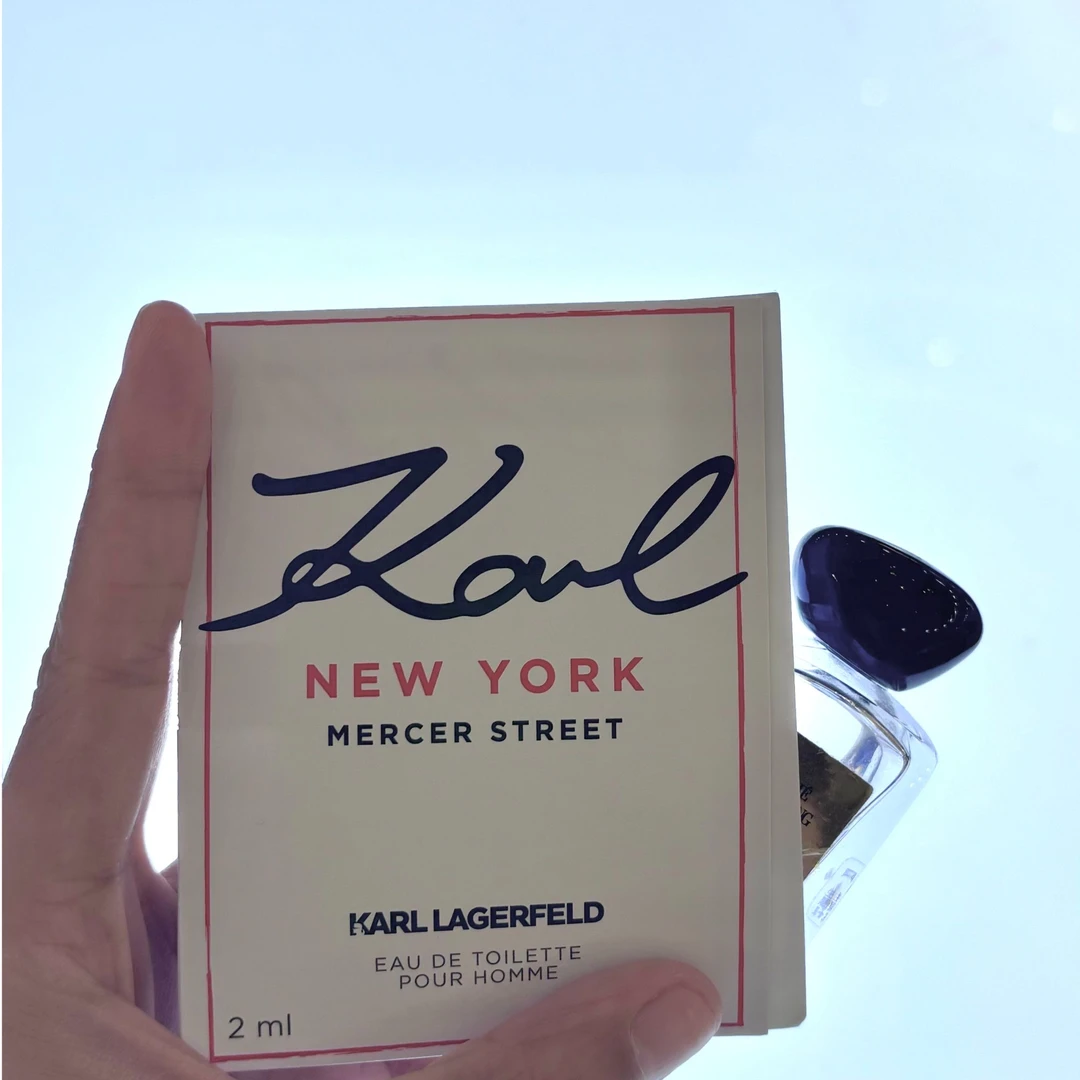 Karl
NEW YORK
MERCER STREET
KARL LAGERFELD
EAU DE TOILETTE
POUR HOMME
2 ml